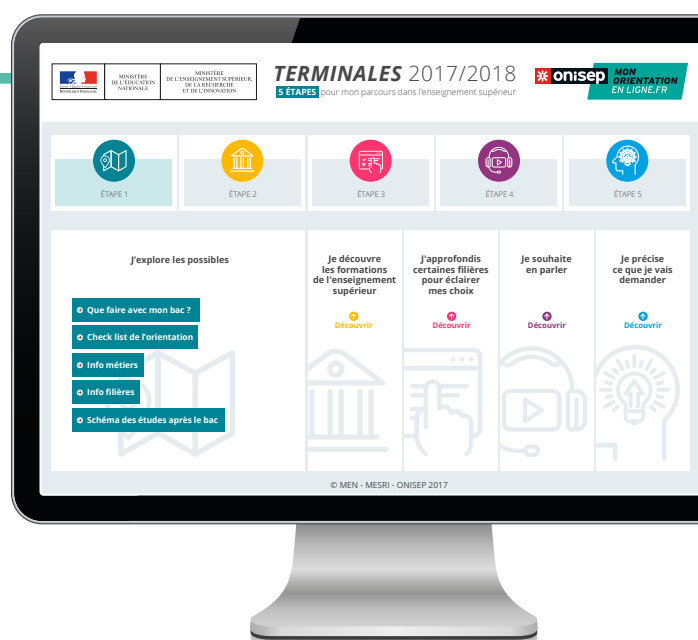 MINISTÈRE
DE L'ÉDUCATION
NATIONALE
MINISTÈRE
DE L'ENSEIGNEMENT SUPÉRIEUR,
DE LA RECHERCHE
ET DE L'INNOVATION
RÉPUBLIQUE FRANÇAISE
TERMINALES 2017/2018
5 ÉTAPES pour mon parcours dans l'enseignement supérieur
onisep
MON
ORIENTATION
EN LIGNE.FR
ÉTAPE 1
ÉTAPE 2
ÉTAPE 3
ÉTAPE 4
ÉTAPE 5
J'explore les possibles
Que faire avec mon bac ?
Check list de l'orientation
Info métiers
Info filières
Schéma des études après le bac
Je découvre
les formations
de l'enseignement
supérieur
Découvrir
J'approfondis
certaines filières
pour éclairer
mes choix
Découvrir
Je souhaite
en parler
Découvrir
Je précise
ce que je vais
demander
Découvrir
© MEN - MESRI - ONISEP 2017